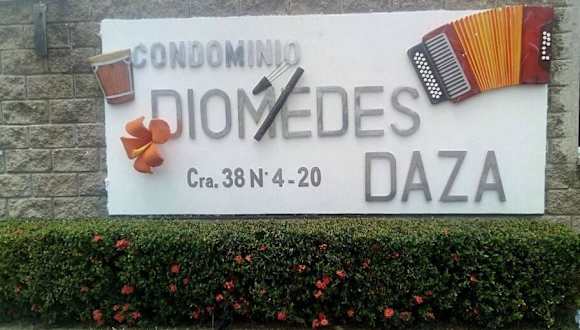 CONDOMINIO
DIOMEDES
DAZA
Cra. 38 N° 4-20